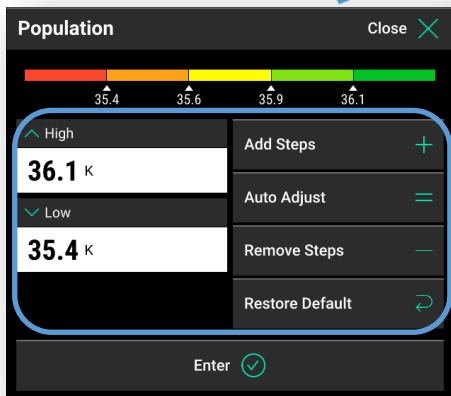 Population
Close
35.4 35.6 35.9 36.1
High
36.1 K
Low
35.4 K
Add Steps
Auto Adjust
Remove Steps
Restore Default
Enter